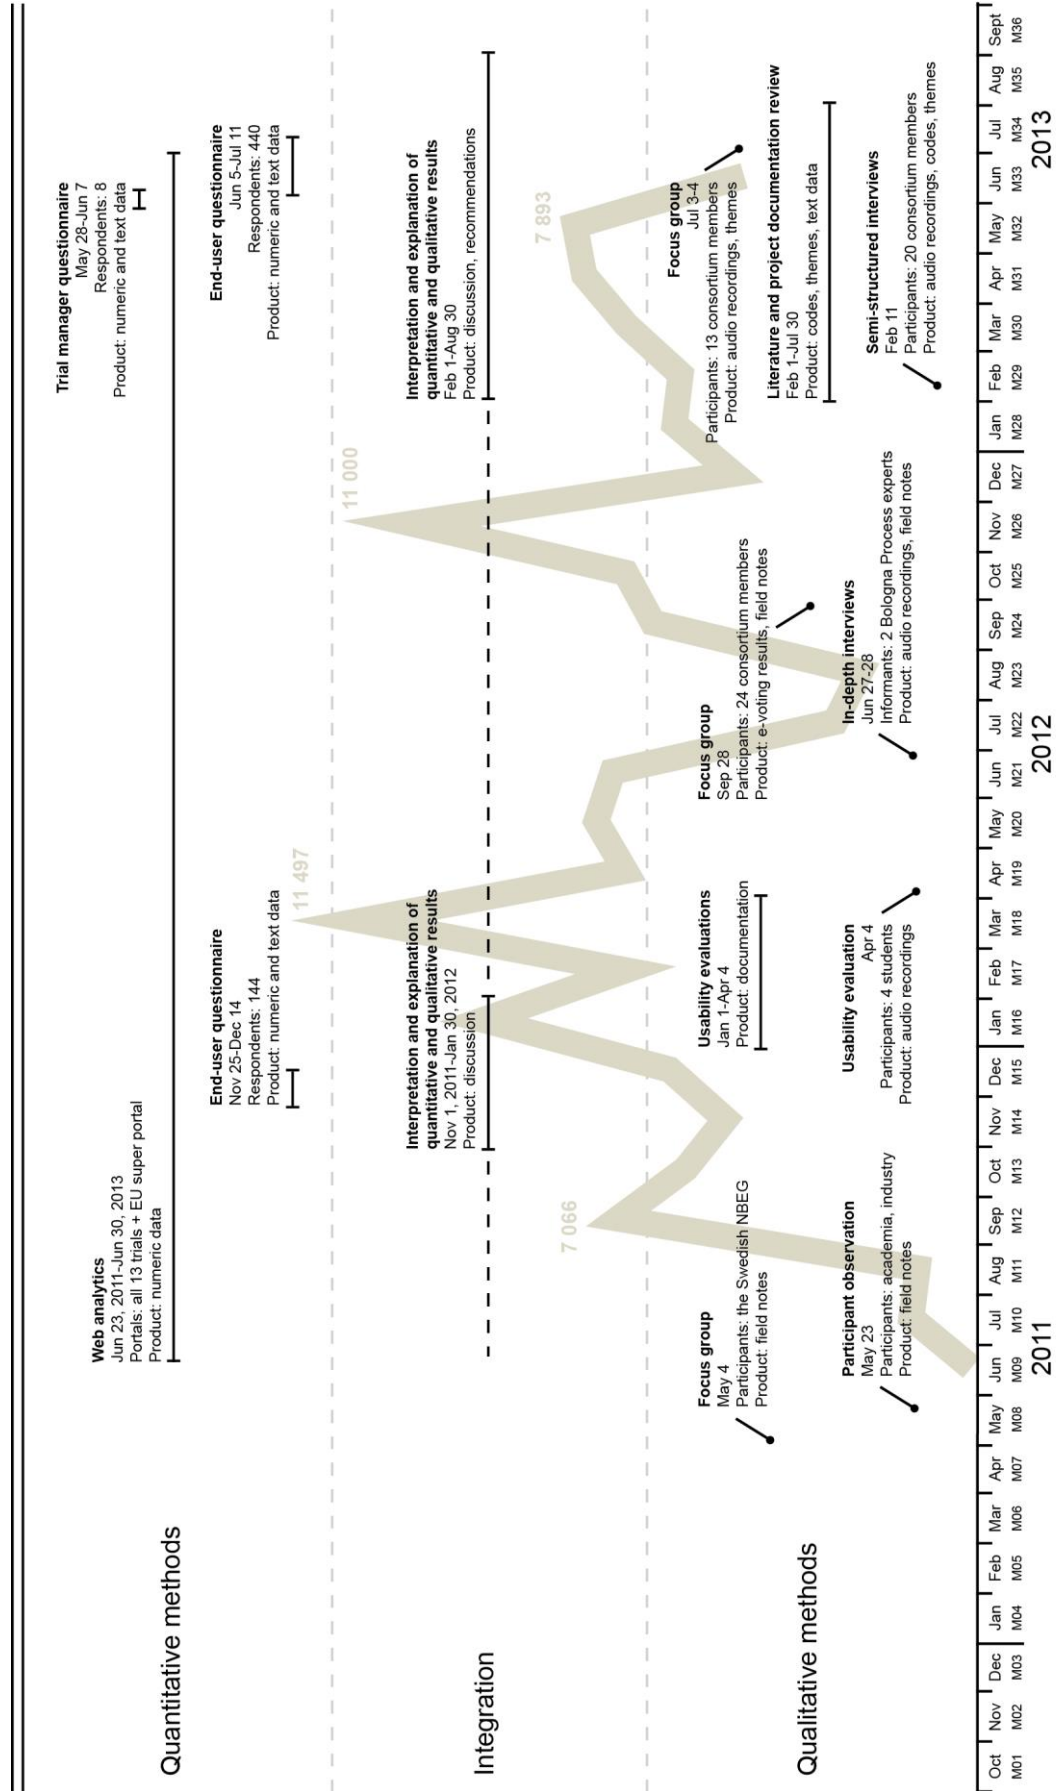 Quantitative methods
Web analytics
Jun 23, 2011-Jun 30, 2013
Portals: all 13 trials + EU super portal
Product: numeric data
Trial manager questionnaire
May 28-Jun 7
Respondents: 8
Product: numeric and text data
End-user questionnaire
Nov 25-Dec 14
Respondents: 144
Product: numeric and text data
End-user questionnaire
Jun 5-Jul 11
Respondents: 440
Product: numeric and text data
11 497
11 000
Integration
Interpretation and explanation of
quantitative and qualitative results
Nov 1, 2011-Jan 30, 2012
Product: discussion
Interpretation and explanation of
quantitative and qualitative results
Feb 1-Aug 30
Product: discussion, recommendations
7 066
7 893
Qualitative methods
Focus group
May 4
Participants: the Swedish NBEG
Product: field notes
Usability evaluations
Jan 1-Apr 4
Product: documentation
Focus group
Sep 28
Participants: 24 consortium members
Product: e-voting results, field notes
Focus group
Jul 3-4
Participants: 13 consortium members
Product: audio recordings, themes
Literature and project documentation review
Feb 1-Jul 30
Product: codes, themes, text data
Participant observation
May 23
Participants: academia, industry
Product: field notes
Usability evaluation
Apr 4
Participants: 4 students
Product: audio recordings
In-depth interviews
Jun 27-28
Informants: 2 Bologna Process experts
Product: audio recordings, field notes
Semi-structured interviews
Feb 11
Participants: 20 consortium members
Product: audio recordings, codes, themes
Oct Nov Dec Jan Feb Mar Apr May Jun Jul Aug Sep Oct Nov Dec Jan Feb Mar Apr May Jun Jul Aug Sep Oct Nov Dec Jan Feb Mar Apr May Jun Jul Aug Sept
M01 M02 M03 M04 M05 M06 M07 M08 M09 M10 M11 M12 M13 M14 M15 M16 M17 M18 M19 M20 M21 M22 M23 M24 M25 M26 M27 M28 M29 M30 M31 M32 M33 M34 M35 M36
2011 2012 2013